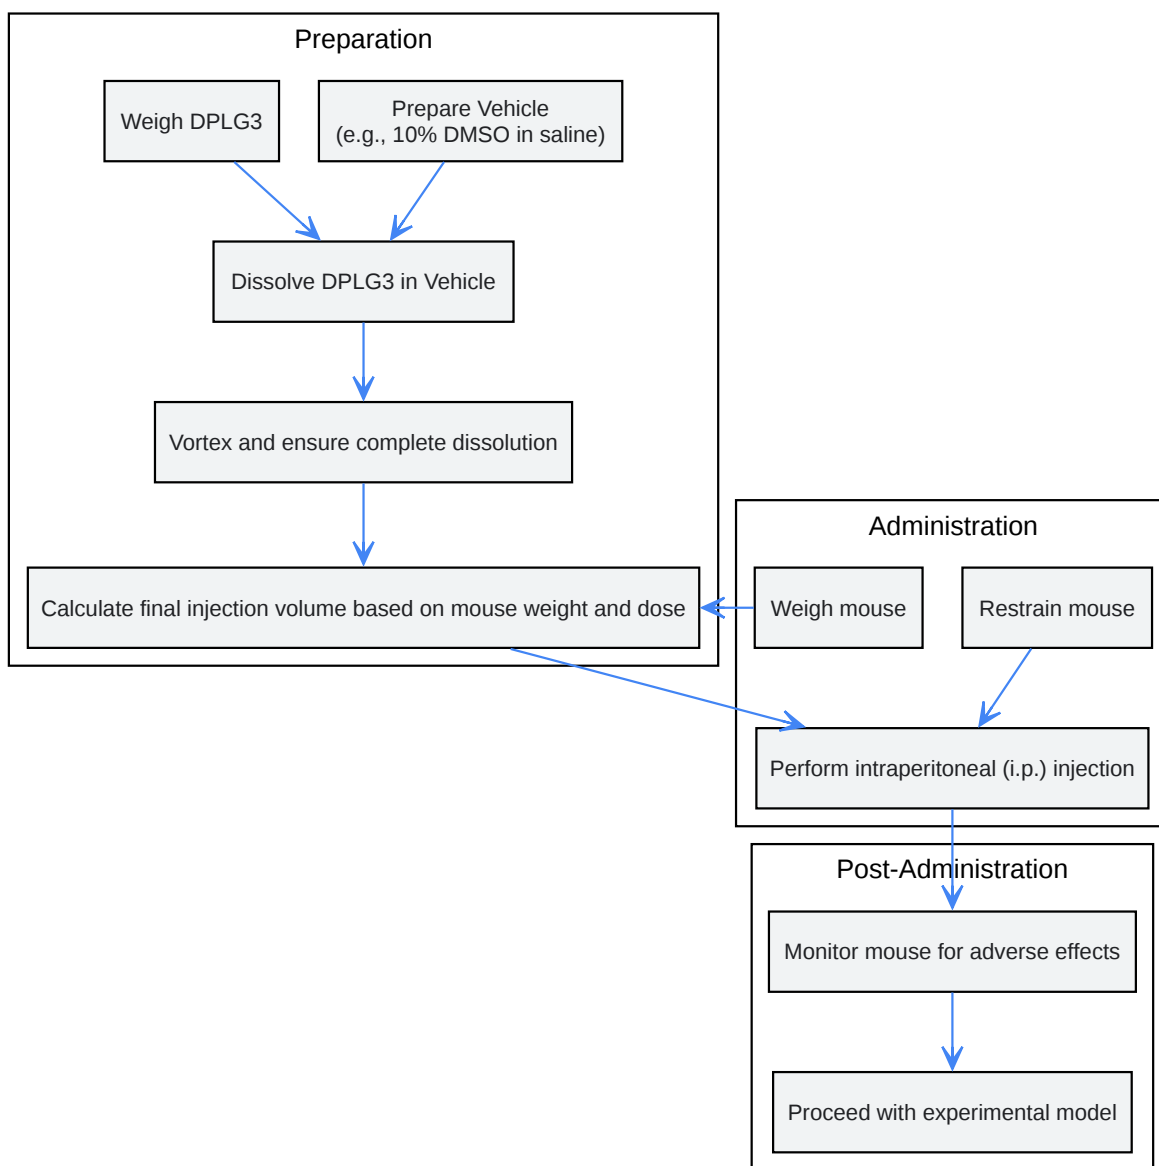 Preparation
Weigh DPLG3
Prepare Vehicle
(e.g., 10% DMSO in saline)
Dissolve DPLG3 in Vehicle
Vortex and ensure complete dissolution
Calculate final injection volume based on mouse weight and dose
Administration
Weigh mouse
Restrain mouse
Perform intraperitoneal (i.p.) injection
Post-Administration
Monitor mouse for adverse effects
Proceed with experimental model